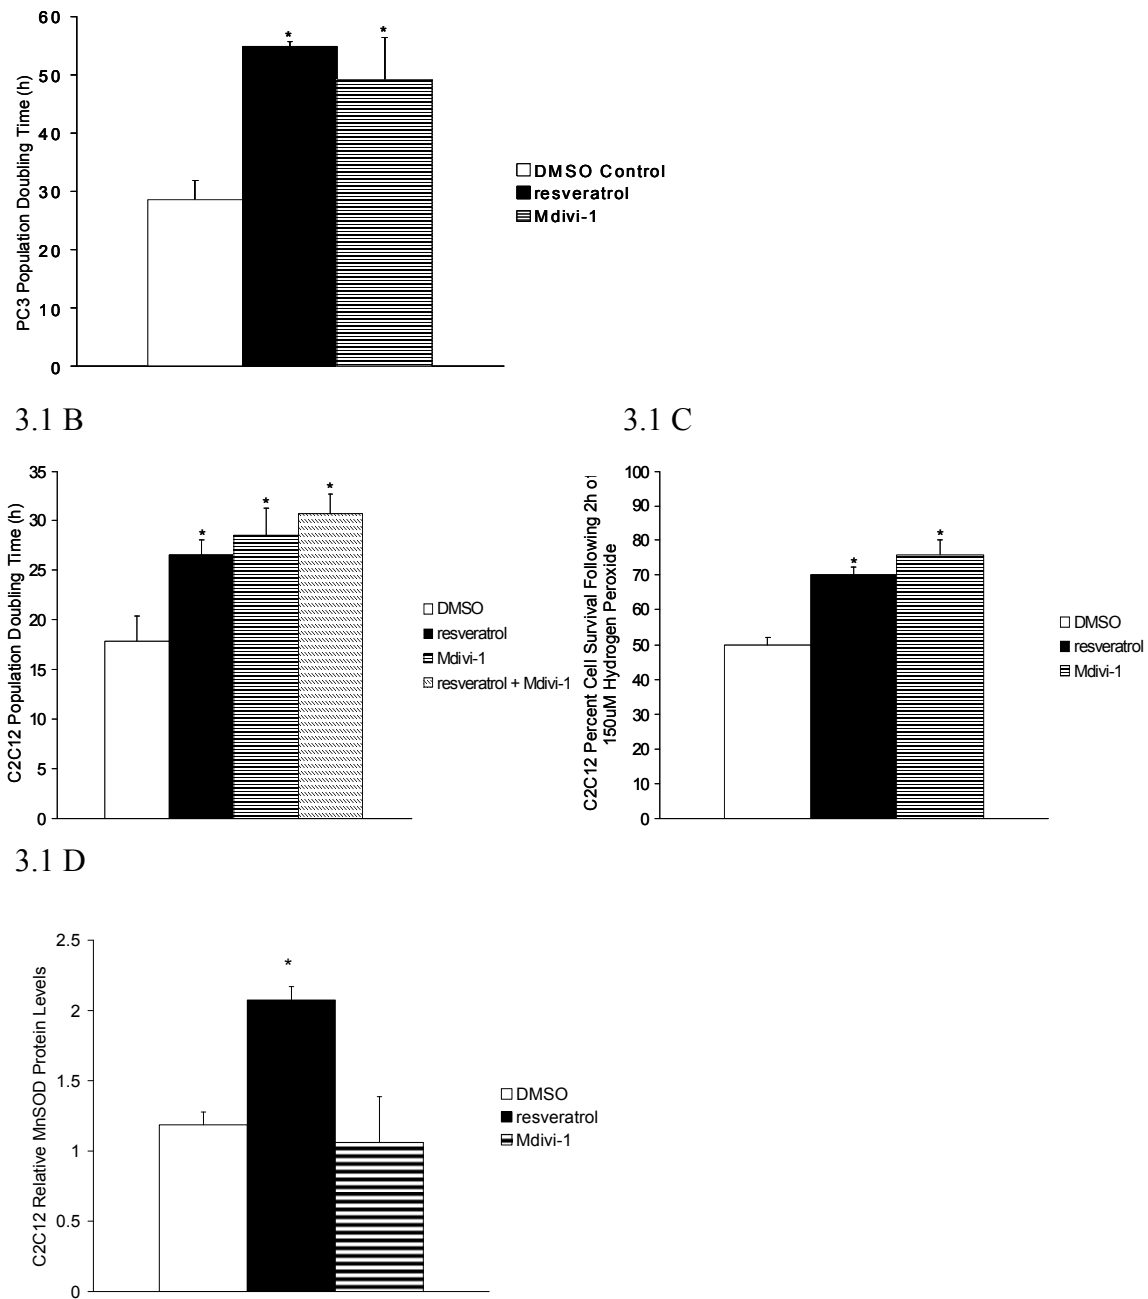 60
50
40
30
20
10
0
PC3 Population Doubling Time (h)
*
*
DMSO Control
resveratrol
Mdivi-1
3.1 B
35
30
25
20
15
10
5
0
C2C12 Population Doubling Time (h)
*
*
*
DMSO
resveratrol
Mdivi-1
resveratrol + Mdivi-1
3.1 C
100
90
80
70
60
50
40
30
20
10
0
C2C12 Percent Cell Survival Following 2h of
150uM Hydrogen Peroxide
*
*
DMSO
resveratrol
Mdivi-1
3.1 D
2.5
2
1.5
1
0.5
0
C2C12 Relative MnSOD Protein Levels
*
DMSO
resveratrol
Mdivi-1